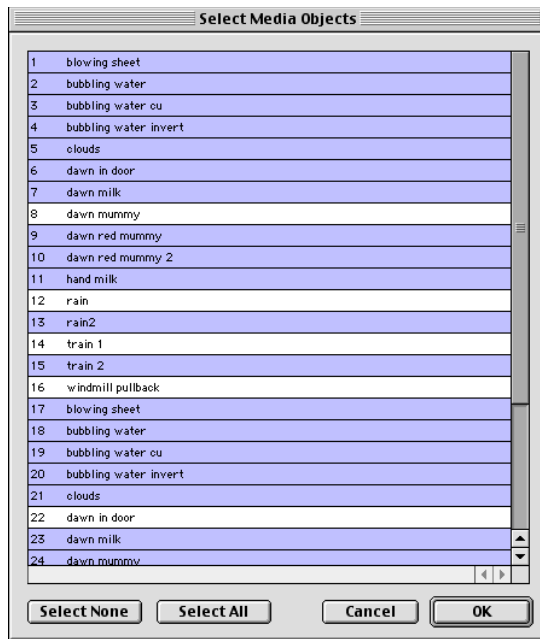 Select Media Objects
1 blowing sheet
2 bubbling water
3 bubbling water cu
4 bubbling water invert
5 clouds
6 dawn in door
7 dawn milk
8 dawn mummy
9 dawn red mummy
10 dawn red mummy 2
11 hand milk
12 rain
13 rain2
14 train 1
15 train 2
16 windmill pullback
17 blowing sheet
18 bubbling water
19 bubbling water cu
20 bubbling water invert
21 clouds
22 dawn in door
23 dawn milk
24 dawn mummy
Select None Select All Cancel OK